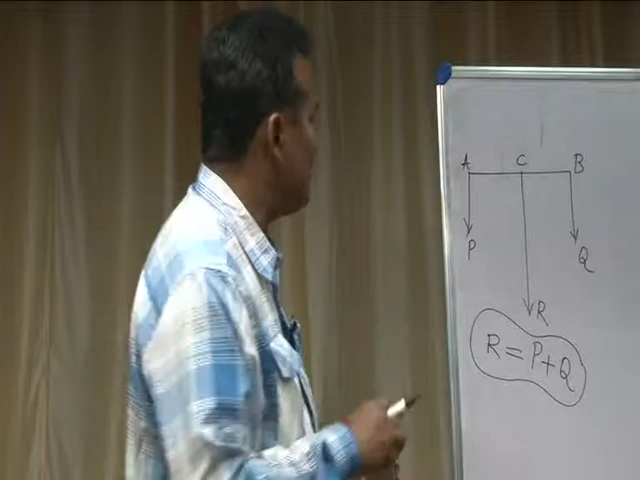 A C B
P Q
R
R = P + Q